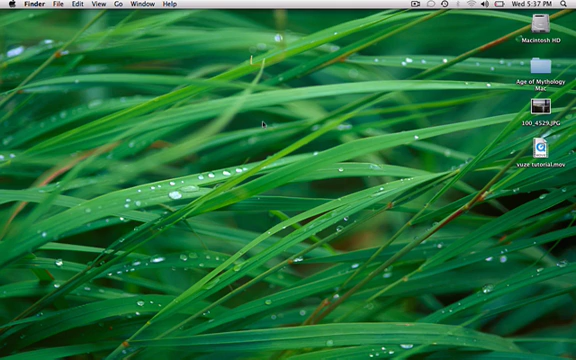 Finder File Edit View Go Window Help Wed 5:37 PM
Macintosh HD
Age of Mythology
Mac
100_4529.JPG
vuze tutorial.mov